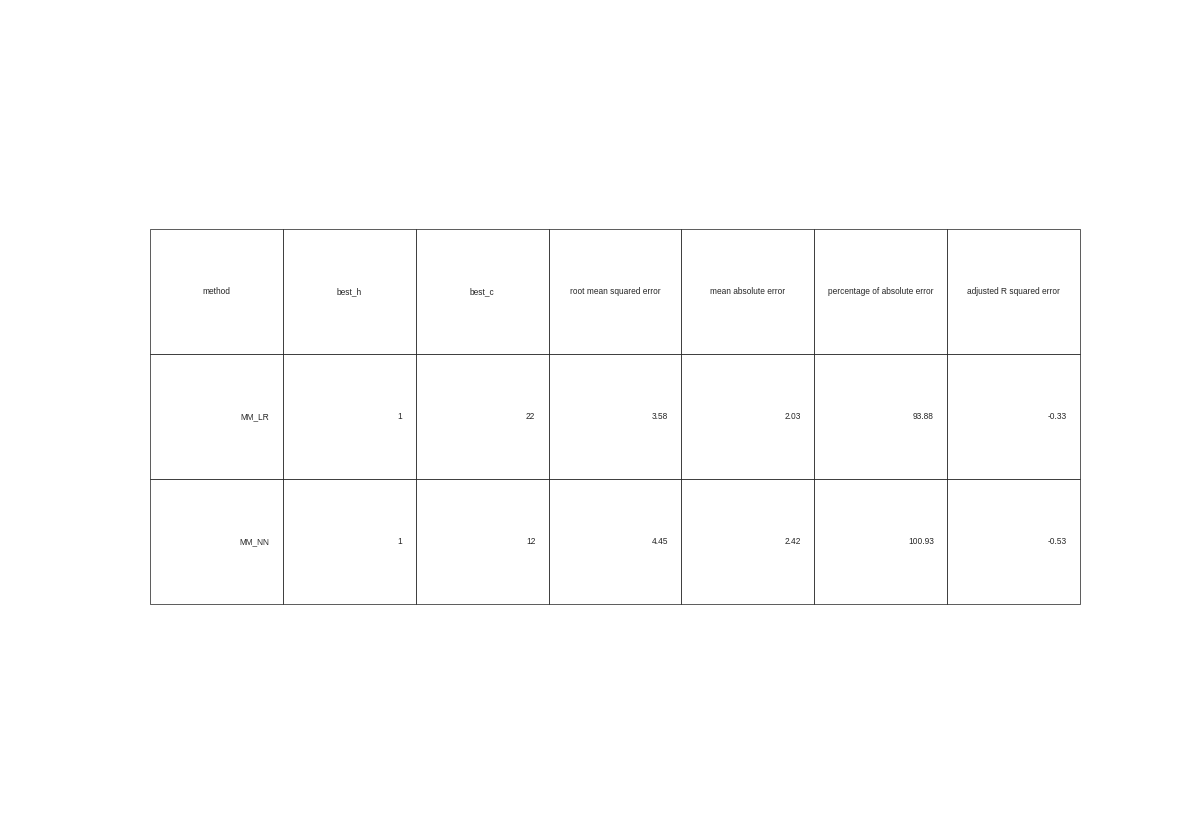 method best_h best_c root mean squared error mean absolute error percentage of absolute error adjusted R squared error
MM_LR 1 22 3.58 2.03 93.88 -0.33
MM_NN 1 12 4.45 2.42 100.93 -0.53